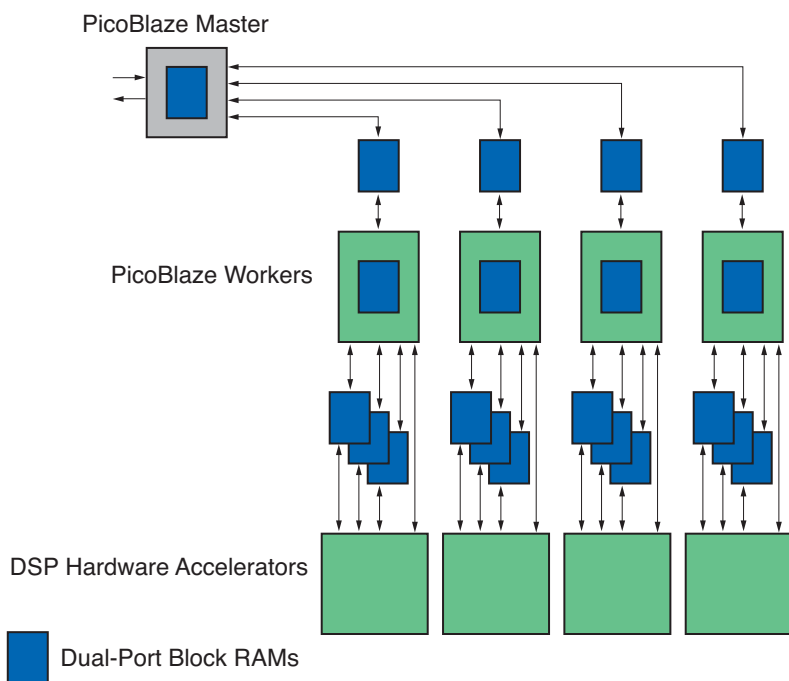 PicoBlaze Master
PicoBlaze Workers
DSP Hardware Accelerators
Dual-Port Block RAMs